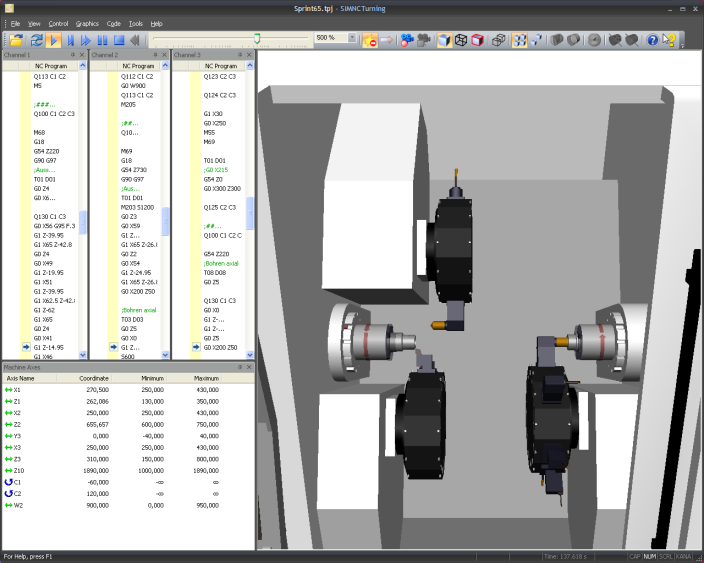 Sprint65.tpj - SIMNCTurning
File View Control Graphics Code Tools Help
500 %
Channel 1
NC Program
Q113 C1 C2
M5
;###...
Q100 C1 C2 C3
M68
G18
G54 Z220
G90 G97
;Auss...
T01 D01
G0 Z4
G0 X6...
Q130 C1 C3
G0 X56 G95 F.3
G1 Z-39.95
G1 X65 Z-42.8
G0 Z4
G0 X49
G1 Z-19.95
G1 X51
G1 Z-39.95
G1 X62.5 Z-42.
G1 Z-62
G1 X65
G0 Z4
G0 X41
G1 Z-14.95
G1 X46
Channel 2
NC Program
Q112 C1 C2
G0 W900
Q113 C1 C2
M205
;##...
Q10...
M69
G18
G54 Z730
G90 G97
;Aus...
T01 D01
M203 S1200
G0 Z3
G0 X59
G1 Z...
G1 X65 Z-26.8
G0 Z2
G0 X54
G1 Z-24.95
G1 X65 Z-26.8
G0 X200 Z50
;Bohren axial
T03 D03
G0 Z5
G0 X0
G1 Z...
S600
Channel 3
NC Program
Q123 C2 C3
Q124 C2 C3
G1 X30
G0 X250
M55
M69
T01 D01
;G0 X215
G54 Z0
G0 X300 Z300
Q125 C2 C3
;##...
Q100 C1 C2 C
G54 Z220
;Bohren axial
T08 D08
G0 Z5
Q130 C1 C3
G0 X0
G1 Z-...
G1 Z-...
G0 Z5
G0 X200 Z50
Machine Axes
Axis Name Coordinate Minimum Maximum
X1 270,500 250,000 430,000
Z1 262,086 130,000 350,000
X2 250,000 250,000 430,000
Z2 655,657 600,000 750,000
Y3 0,000 -40,000 40,000
X3 250,000 250,000 430,000
Z3 310,000 150,000 800,000
Z10 1890,000 1000,000 1890,000
C1 -60,000 -∞ ∞
C2 120,000 -∞ ∞
W2 900,000 0,000 950,000
For Help, press F1
Time: 137.618 s
CAP NUM SCRL KANA